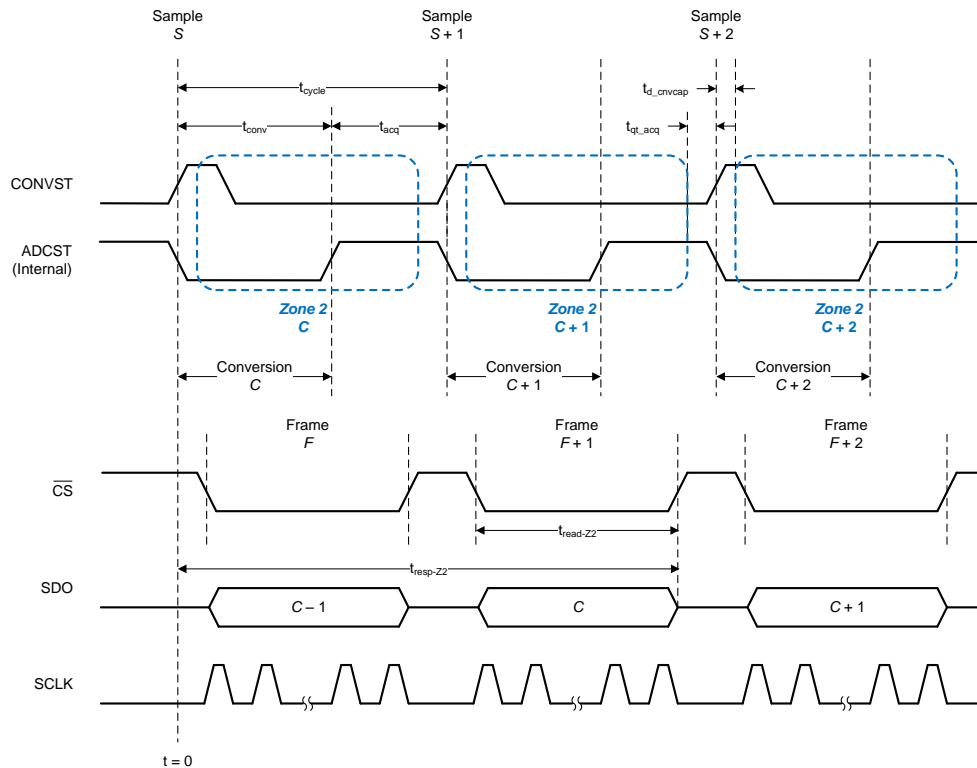 Sample
S
Sample
S + 1
Sample
S + 2
tcycle
td_cnvcap
tconv
tacq
tqt_acq
CONVST
ADCST
(Internal)
Zone 2
C
Zone 2
C + 1
Zone 2
C + 2
Conversion
C
Conversion
C + 1
Conversion
C + 2
Frame
F
Frame
F + 1
Frame
F + 2
CS
tread-Z2
tresp-Z2
SDO
C – 1
C
C + 1
SCLK
t = 0